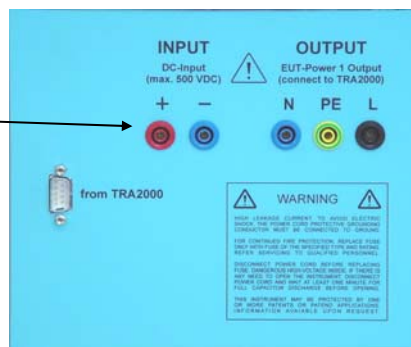 INPUT
DC-Input
(max. 500 VDC)
+ −
OUTPUT
EUT-Power 1 Output
(connect to TRA2000)
N PE L
from TRA2000
WARNING
HIGH LEAKAGE CURRENT TO AVOID ELECTRIC
SHOCK THE POWER CORD PROTECTIVE GROUNDING
CONDUCTOR MUST BE CONNECTED TO GROUND.
FOR CONTINUED FIRE PROTECTION, REPLACE FUSE
ONLY WITH FUSE OF THE SPECIFIED TYPE AND RATING.
REFER SERVICING TO QUALIFIED PERSONNEL.
DISCONNECT POWER CORD BEFORE REPLACING
FUSE. DANGEROUS HIGH VOLTAGE INSIDE. IF THERE IS
ANY NEED TO OPEN THE INSTRUMENT, DISCONNECT
POWER CORD AND WAIT AT LEAST ONE MINUTE FOR
FULL CAPACITOR DISCHARGE BEFORE OPENING.
THIS INSTRUMENT MAY BE PROTECTED BY ONE
OR MORE PATENTS OR PATENT APPLICATIONS.
INFORMATION AVAIABLE UPON REQUEST.